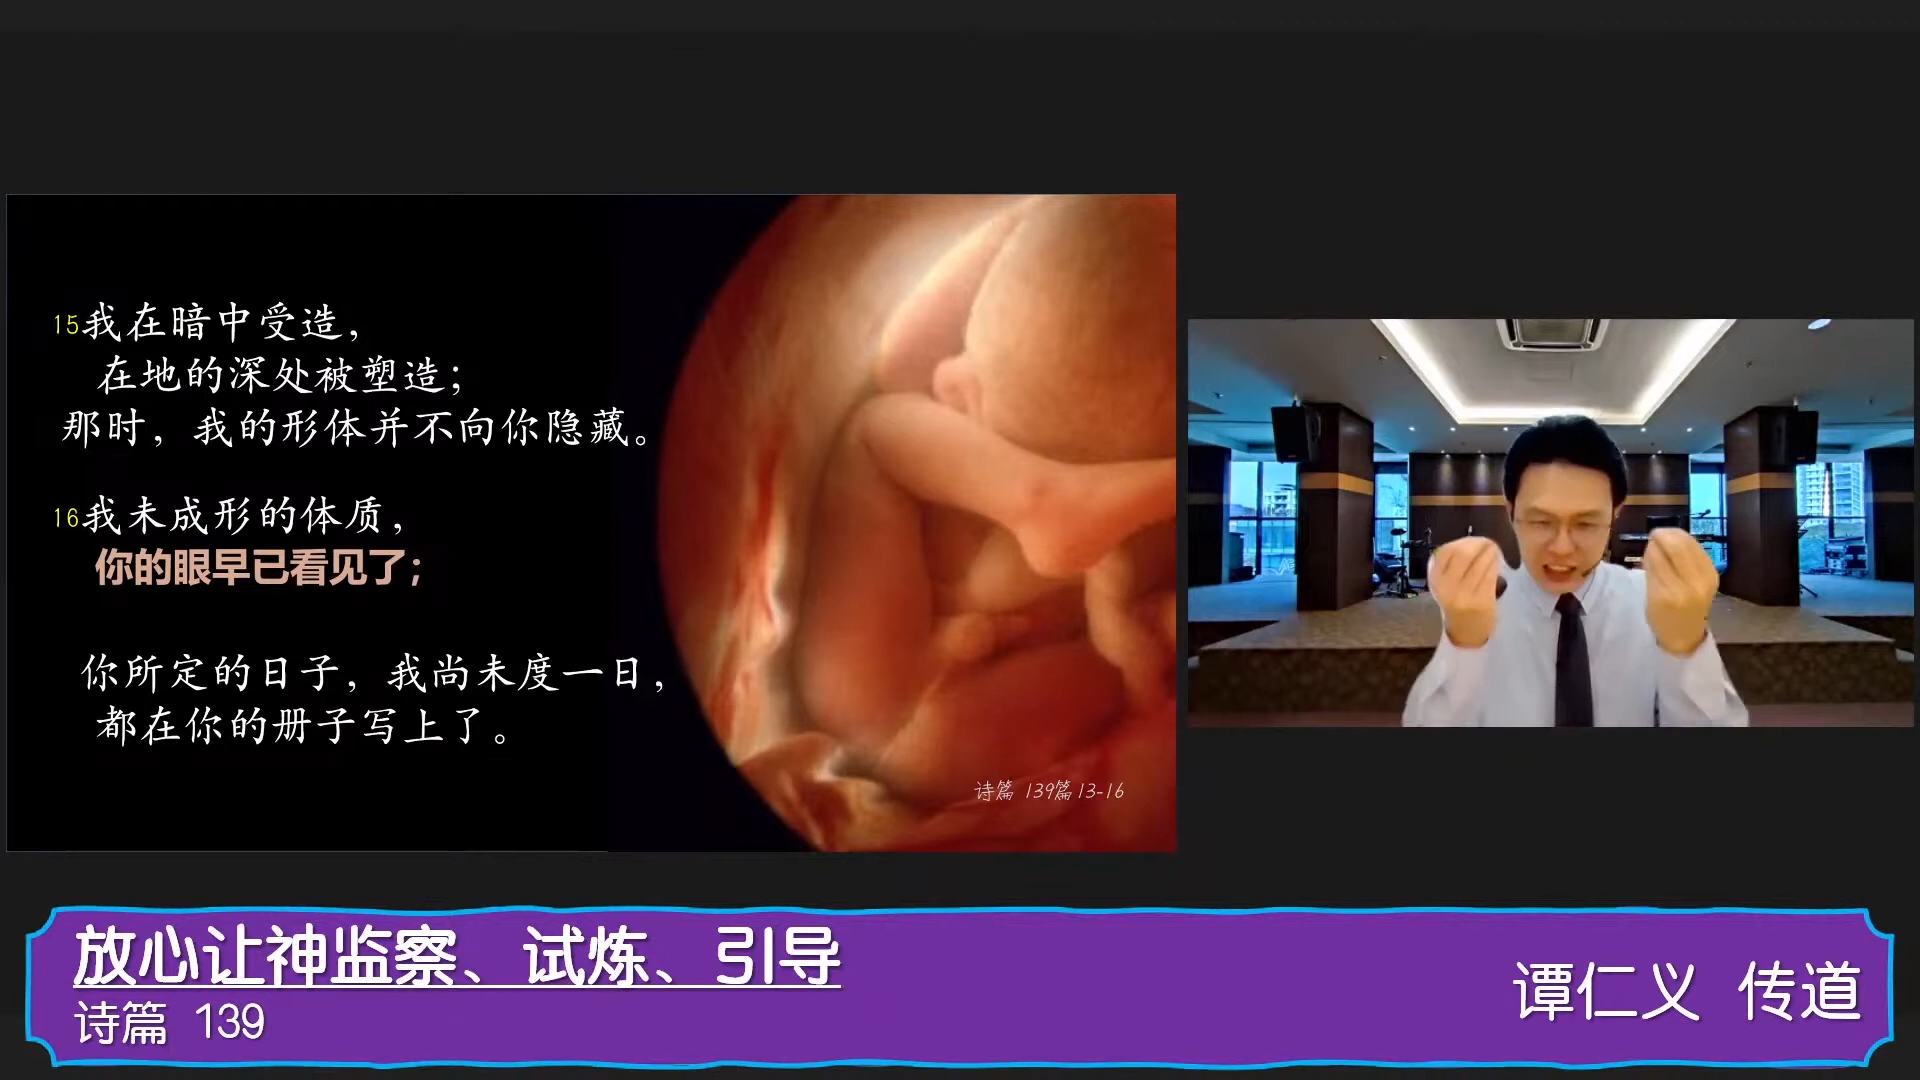 15我在暗中受造，
在地的深处被塑造；
那时，我的形体并不向你隐藏。
16我未成形的体质，
你的眼早已看见了；
你所定的日子，我尚未度一日，
都在你的册子写上了。
诗篇 139篇13-16
放心让神监察、试炼、引导
诗篇 139
谭仁义 传道